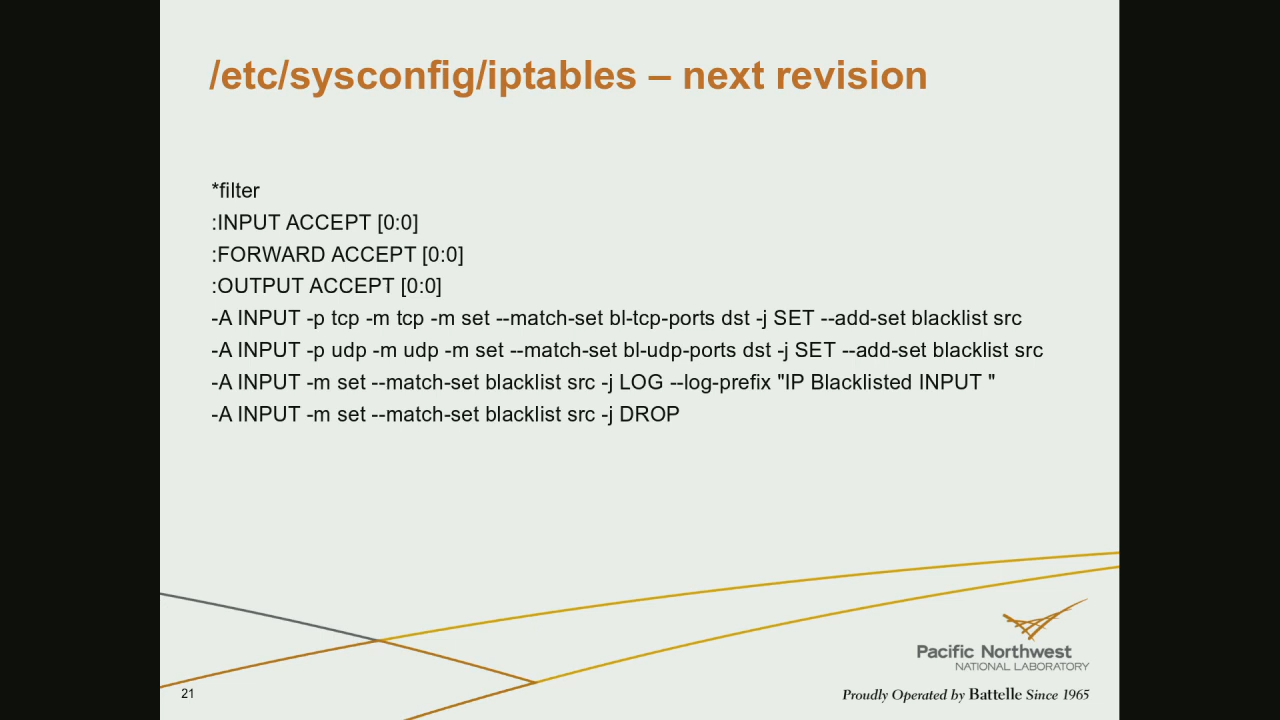 /etc/sysconfig/iptables – next revision
*filter
:INPUT ACCEPT [0:0]
:FORWARD ACCEPT [0:0]
:OUTPUT ACCEPT [0:0]
-A INPUT -p tcp -m tcp -m set --match-set bl-tcp-ports dst -j SET --add-set blacklist src
-A INPUT -p udp -m udp -m set --match-set bl-udp-ports dst -j SET --add-set blacklist src
-A INPUT -m set --match-set blacklist src -j LOG --log-prefix "IP Blacklisted INPUT "
-A INPUT -m set --match-set blacklist src -j DROP
Pacific Northwest
NATIONAL LABORATORY
21
Proudly Operated by Battelle Since 1965